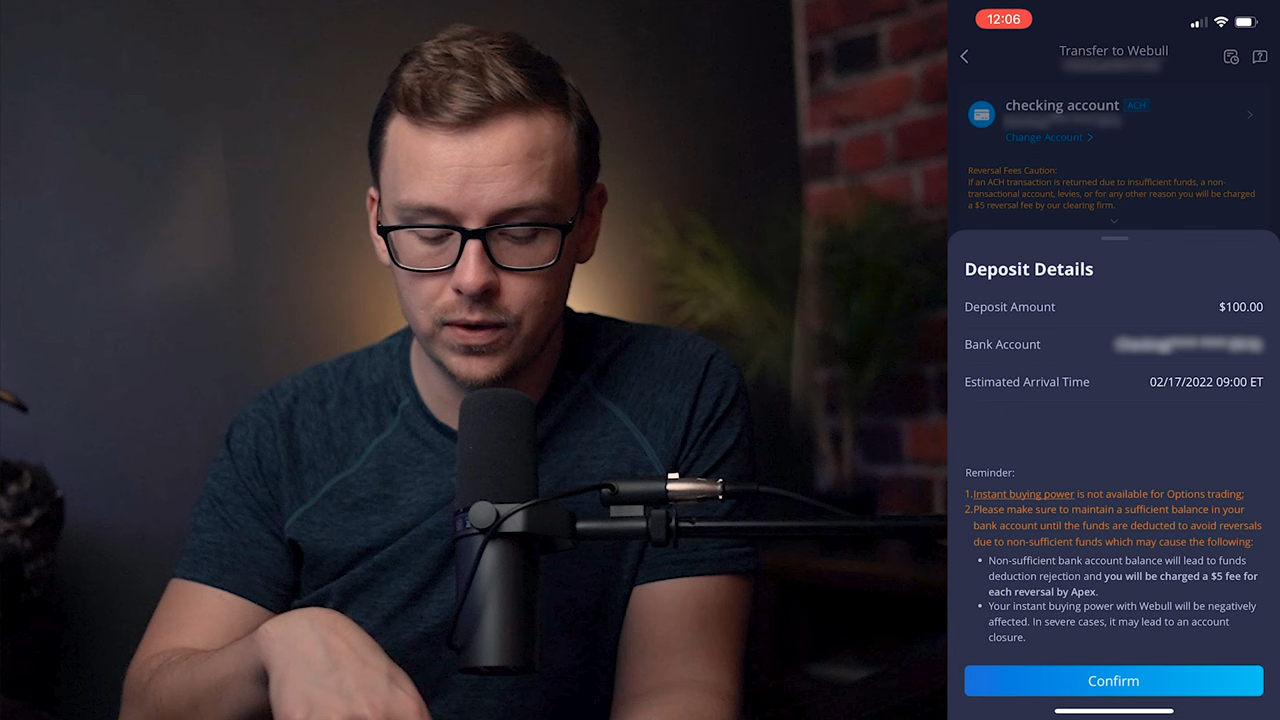 12:06
Transfer to Webull
checking account ACH
Change Account >
Reversal Fees Caution:
If an ACH transaction is returned due to insufficient funds, a non-
transactional account, levies, or for any other reason you will be charged
a $5 reversal fee by our clearing firm.
Deposit Details
Deposit Amount $100.00
Bank Account
Estimated Arrival Time 02/17/2022 09:00 ET
Reminder:
1.Instant buying power is not available for Options trading;
2.Please make sure to maintain a sufficient balance in your
bank account until the funds are deducted to avoid reversals
due to non-sufficient funds which may cause the following:
• Non-sufficient bank account balance will lead to funds
deduction rejection and you will be charged a $5 fee for
each reversal by Apex.
• Your instant buying power with Webull will be negatively
affected. In severe cases, it may lead to an account
closure.
Confirm